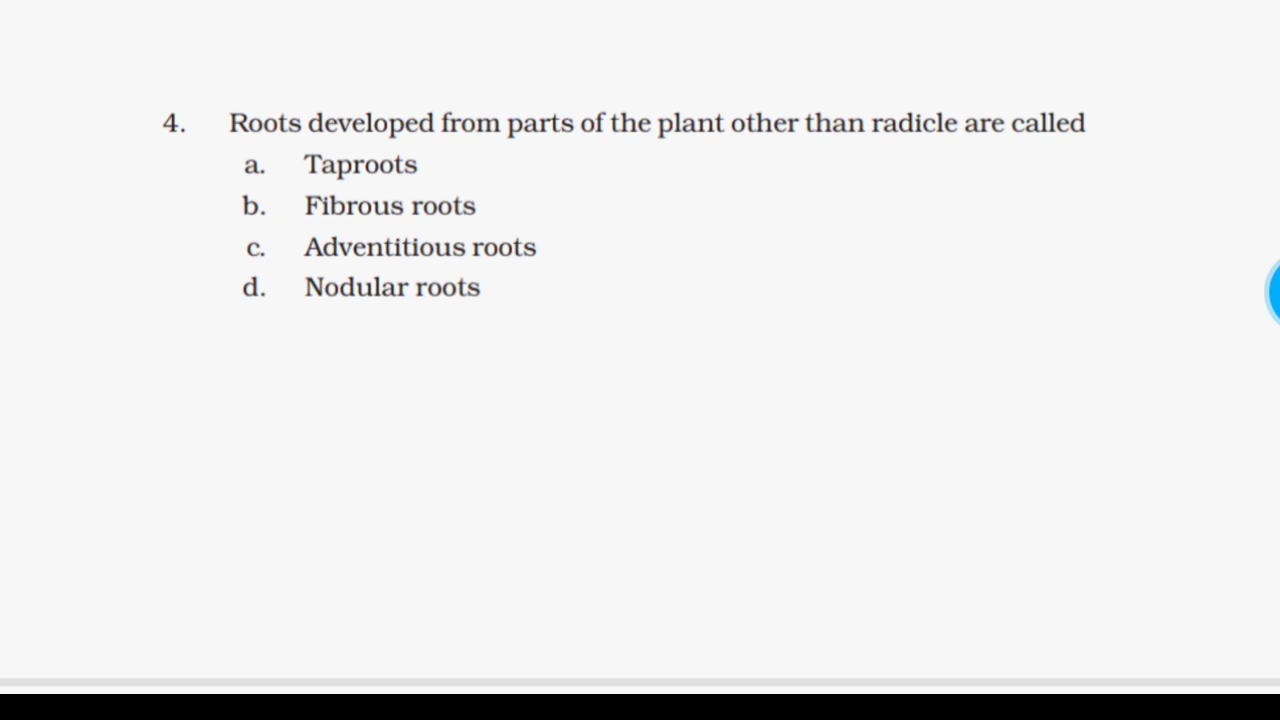 4. Roots developed from parts of the plant other than radicle are called
a. Taproots
b. Fibrous roots
c. Adventitious roots
d. Nodular roots